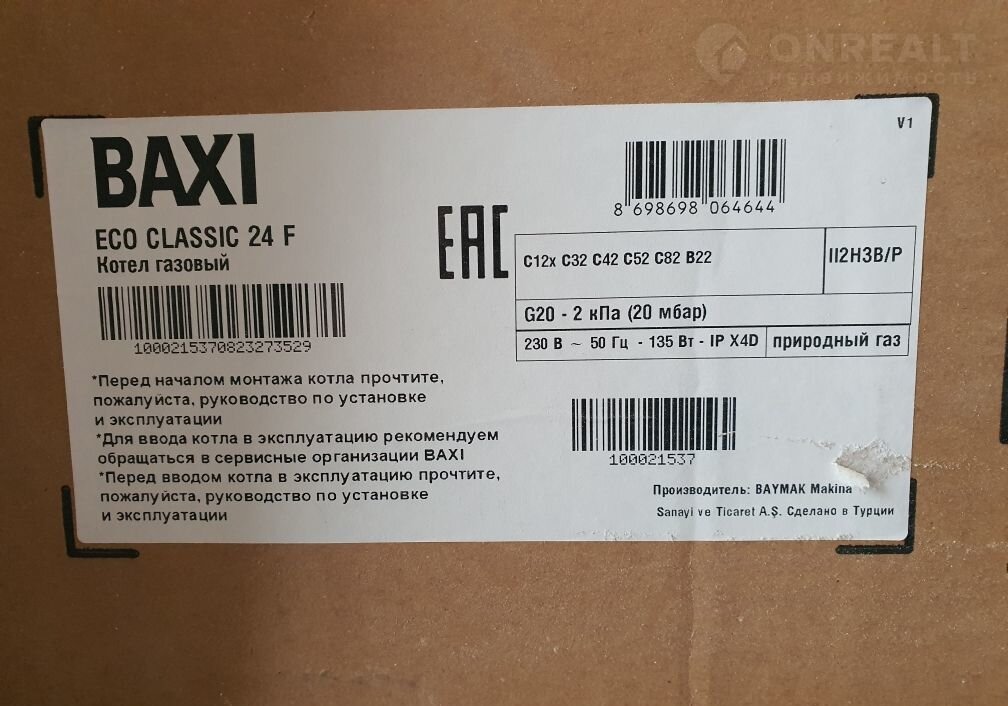 ONREALT
НЕДВИЖИМОСТЬ
V1
BAXI
ECO CLASSIC 24 F
Котел газовый
1000215370823273529
EAC
8 698698 064644
C12x C32 C42 C52 C82 B22
II2H3B/P
G20 - 2 кПа (20 мбар)
230 В ~ 50 Гц - 135 Вт - IP X4D
природный газ
*Перед началом монтажа котла прочтите,
пожалуйста, руководство по установке
и эксплуатации
*Для ввода котла в эксплуатацию рекомендуем
обращаться в сервисные организации BAXI
*Перед вводом котла в эксплуатацию прочтите,
пожалуйста, руководство по установке
и эксплуатации
100021537
Производитель: BAYMAK Makina
Sanayi ve Ticaret A.Ş. Сделано в Турции